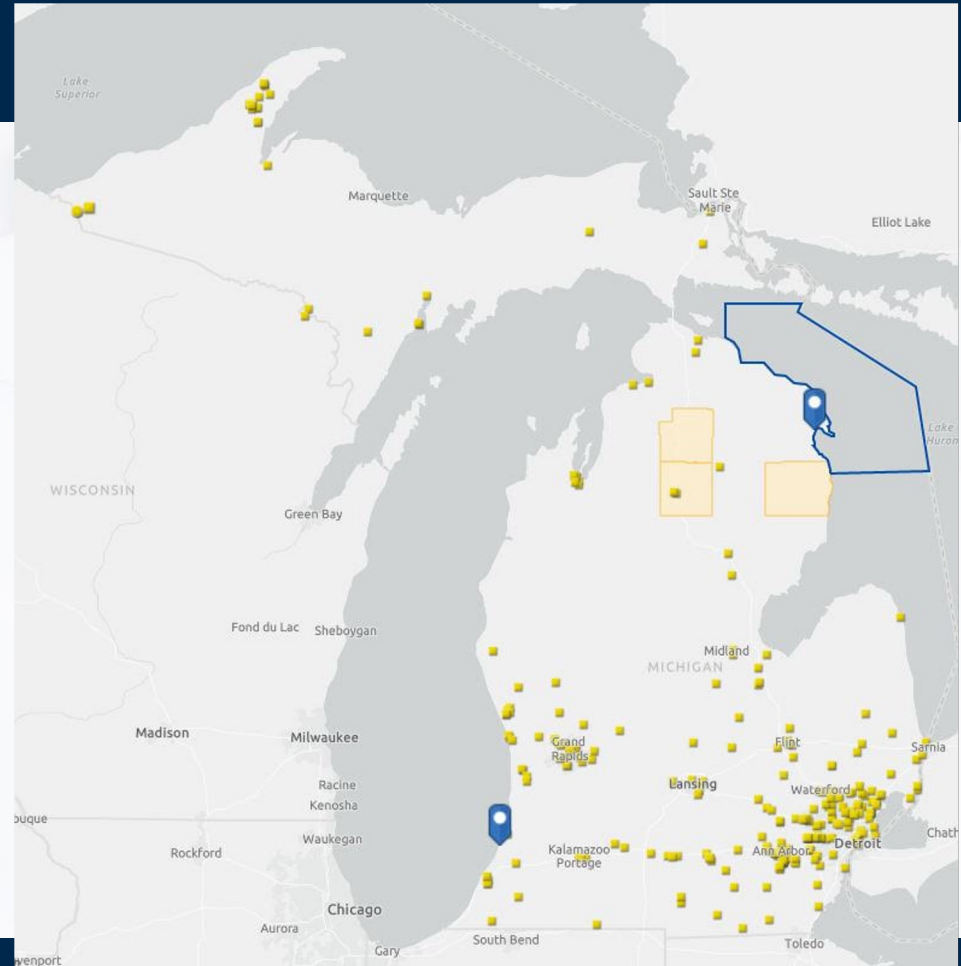 Lake
Superior
Marquette
Sault Ste
Marie
Elliot Lake
Lake
Huron
WISCONSIN
Green Bay
Fond du Lac
Sheboygan
Midland
MICHIGAN
Madison
Milwaukee
Grand
Rapids
Flint
Sarnia
Racine
Lansing
Waterford
Kenosha
buque
Waukegan
Rockford
Kalamazoo
Portage
Ann Arbor
Detroit
Chath
Chicago
Aurora
South Bend
Gary
Toledo
venport